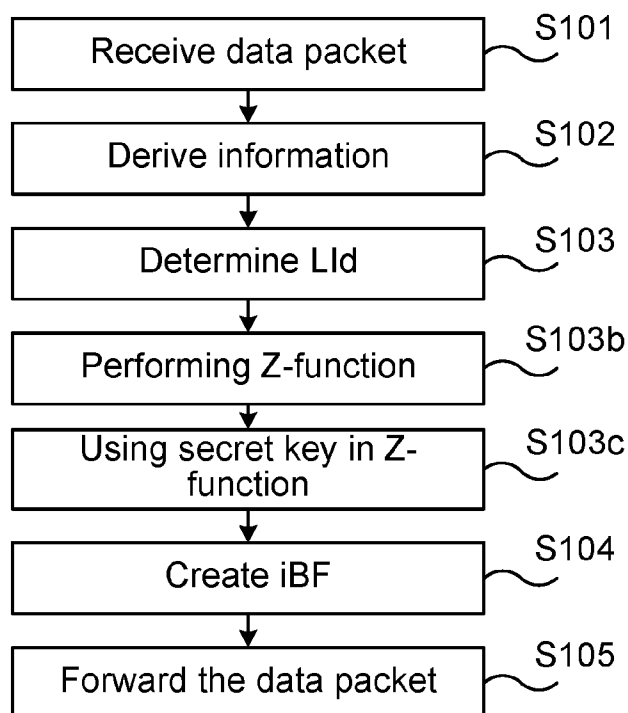 S101
Receive data packet
S102
Derive information
S103
Determine LId
S103b
Performing Z-function
S103c
Using secret key in Z-
function
S104
Create iBF
S105
Forward the data packet